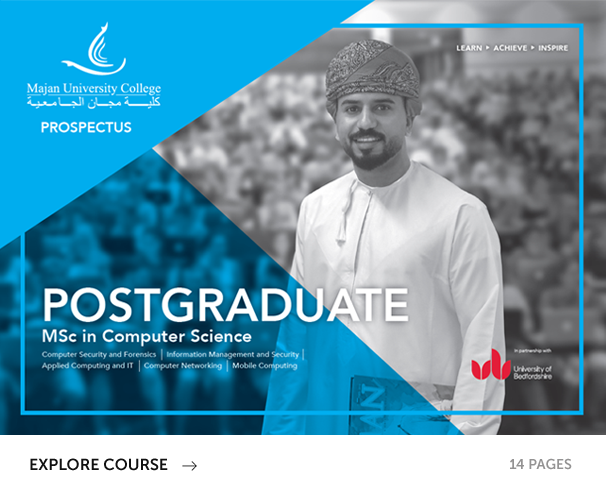 LEARN ▸ ACHIEVE ▸ INSPIRE
Majan University College
كليـــة مجـان الجـامـعيـة
PROSPECTUS
POSTGRADUATE
MSc in Computer Science
Computer Security and Forensics | Information Management and Security |
Applied Computing and IT | Computer Networking | Mobile Computing
in partnership with
University of
Bedfordshire
EXPLORE COURSE →
14 PAGES